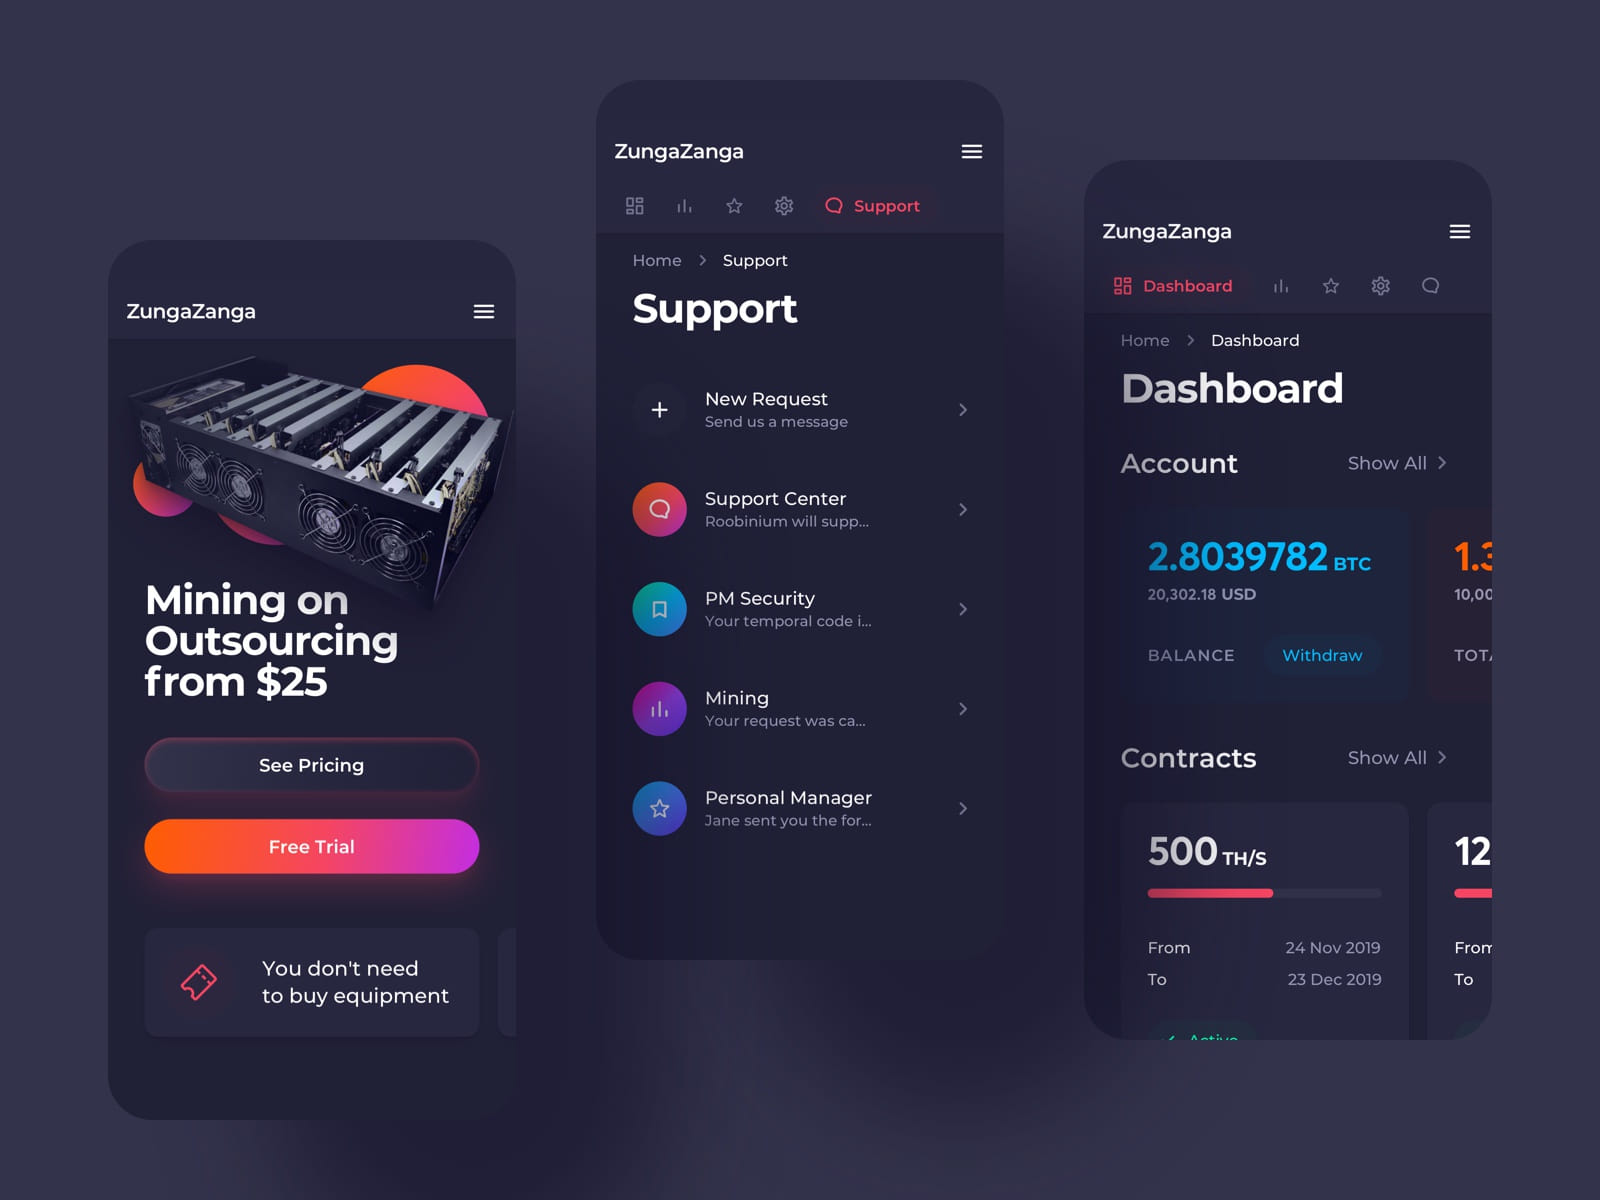 ZungaZanga
Mining on
Outsourcing
from $25
See Pricing
Free Trial
You don't need
to buy equipment
ZungaZanga
Support
Home
Support
Support
New Request
Send us a message
Support Center
Roobinium will supp...
PM Security
Your temporal code i...
Mining
Your request was ca...
Personal Manager
Jane sent you the for...
ZungaZanga
Dashboard
Home
Dashboard
Dashboard
Account
Show All
2.8039782 BTC
1.3
20,302.18 USD
10,00
BALANCE
Withdraw
TOTA
Contracts
Show All
500 TH/S
12
From
24 Nov 2019
From
To
23 Dec 2019
To
Active